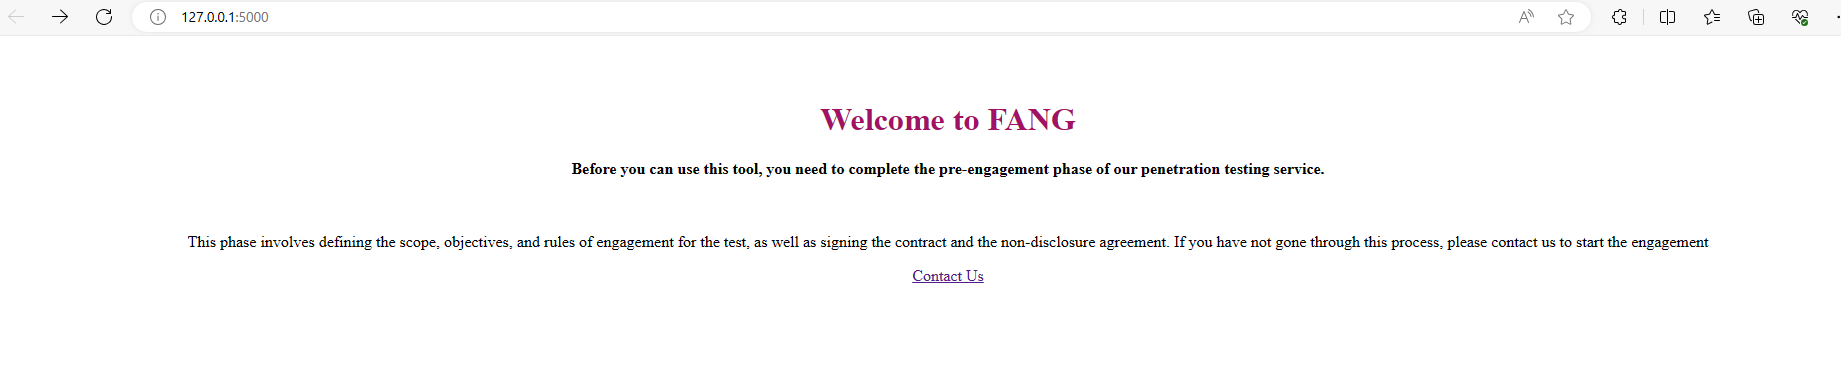 127.0.0.1:5000
Welcome to FANG
Before you can use this tool, you need to complete the pre-engagement phase of our penetration testing service.
This phase involves defining the scope, objectives, and rules of engagement for the test, as well as signing the contract and the non-disclosure agreement. If you have not gone through this process, please contact us to start the engagement
Contact Us